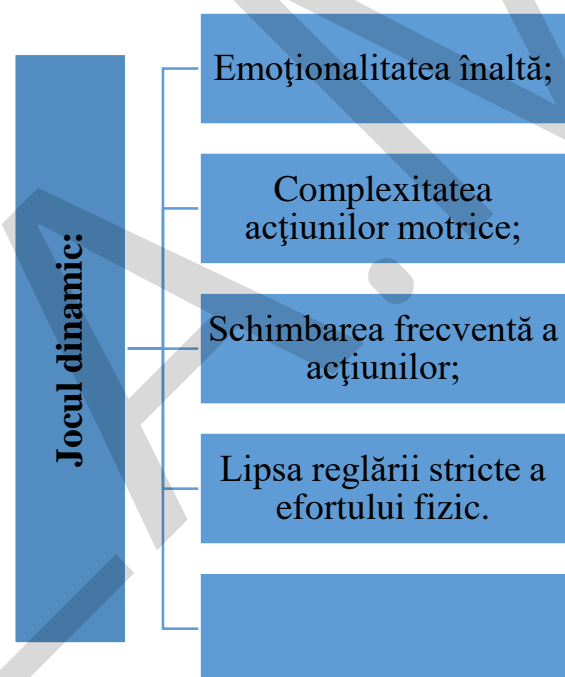 Jocul dinamic:
Emoţionalitatea înaltă;
Complexitatea
acţiunilor motrice;
Schimbarea frecventă a
acţiunilor;
Lipsa reglării stricte a
efortului fizic.